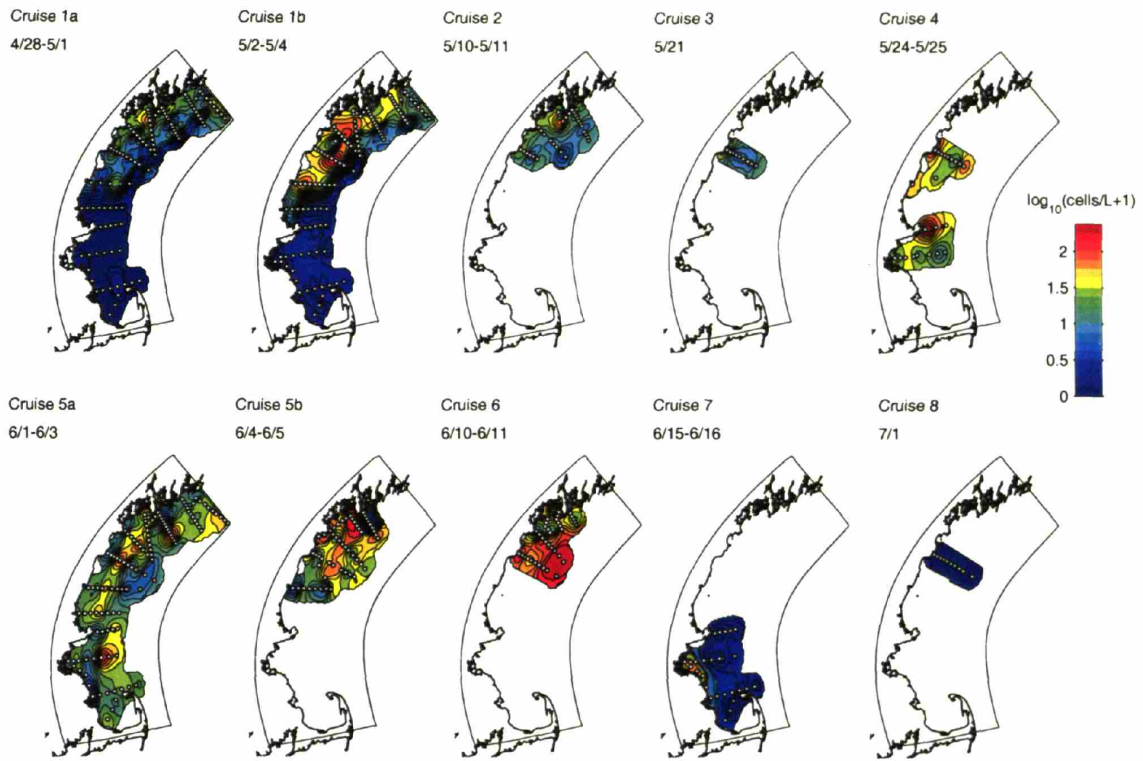 Cruise 1a
4/28-5/1
Cruise 1b
5/2-5/4
Cruise 2
5/10-5/11
Cruise 3
5/21
Cruise 4
5/24-5/25
log10(cells/L+1)
2
1.5
1
0.5
0
Cruise 5a
6/1-6/3
Cruise 5b
6/4-6/5
Cruise 6
6/10-6/11
Cruise 7
6/15-6/16
Cruise 8
7/1